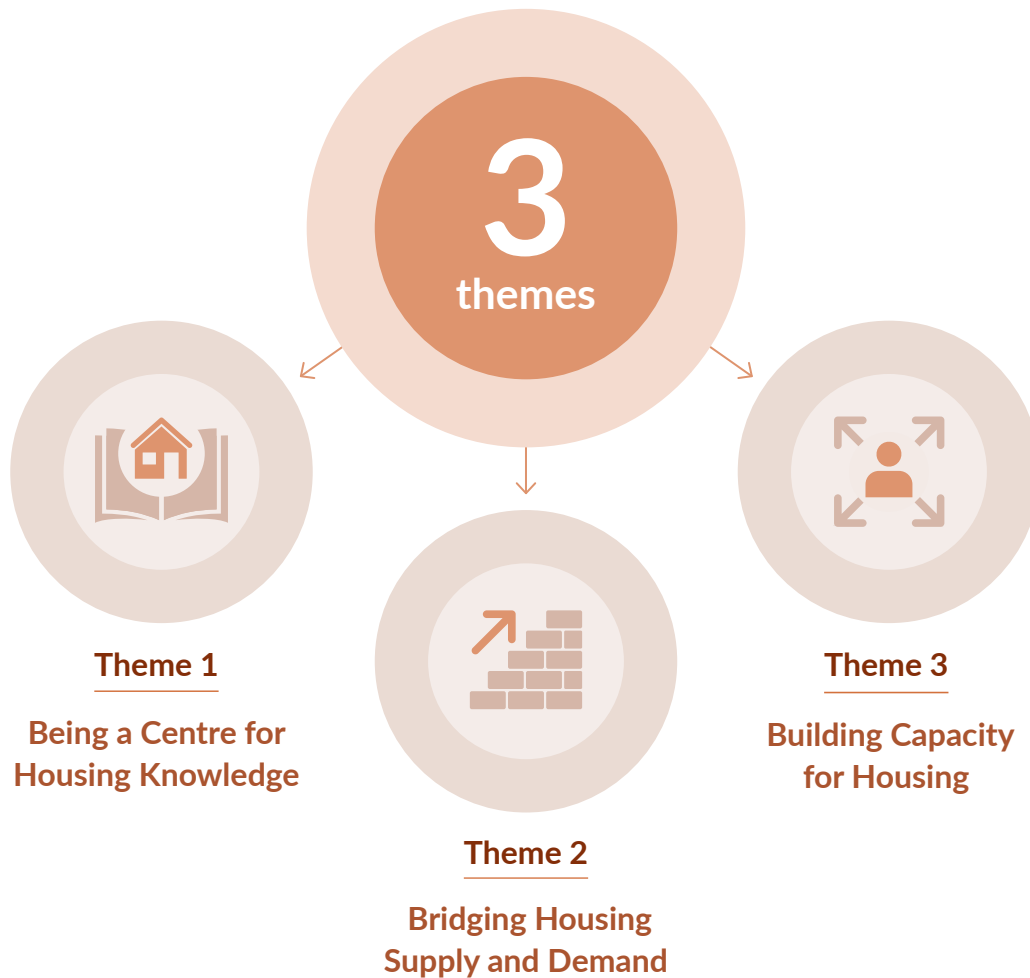 3
themes
Theme 1
Being a Centre for
Housing Knowledge
Theme 2
Bridging Housing
Supply and Demand
Theme 3
Building Capacity
for Housing